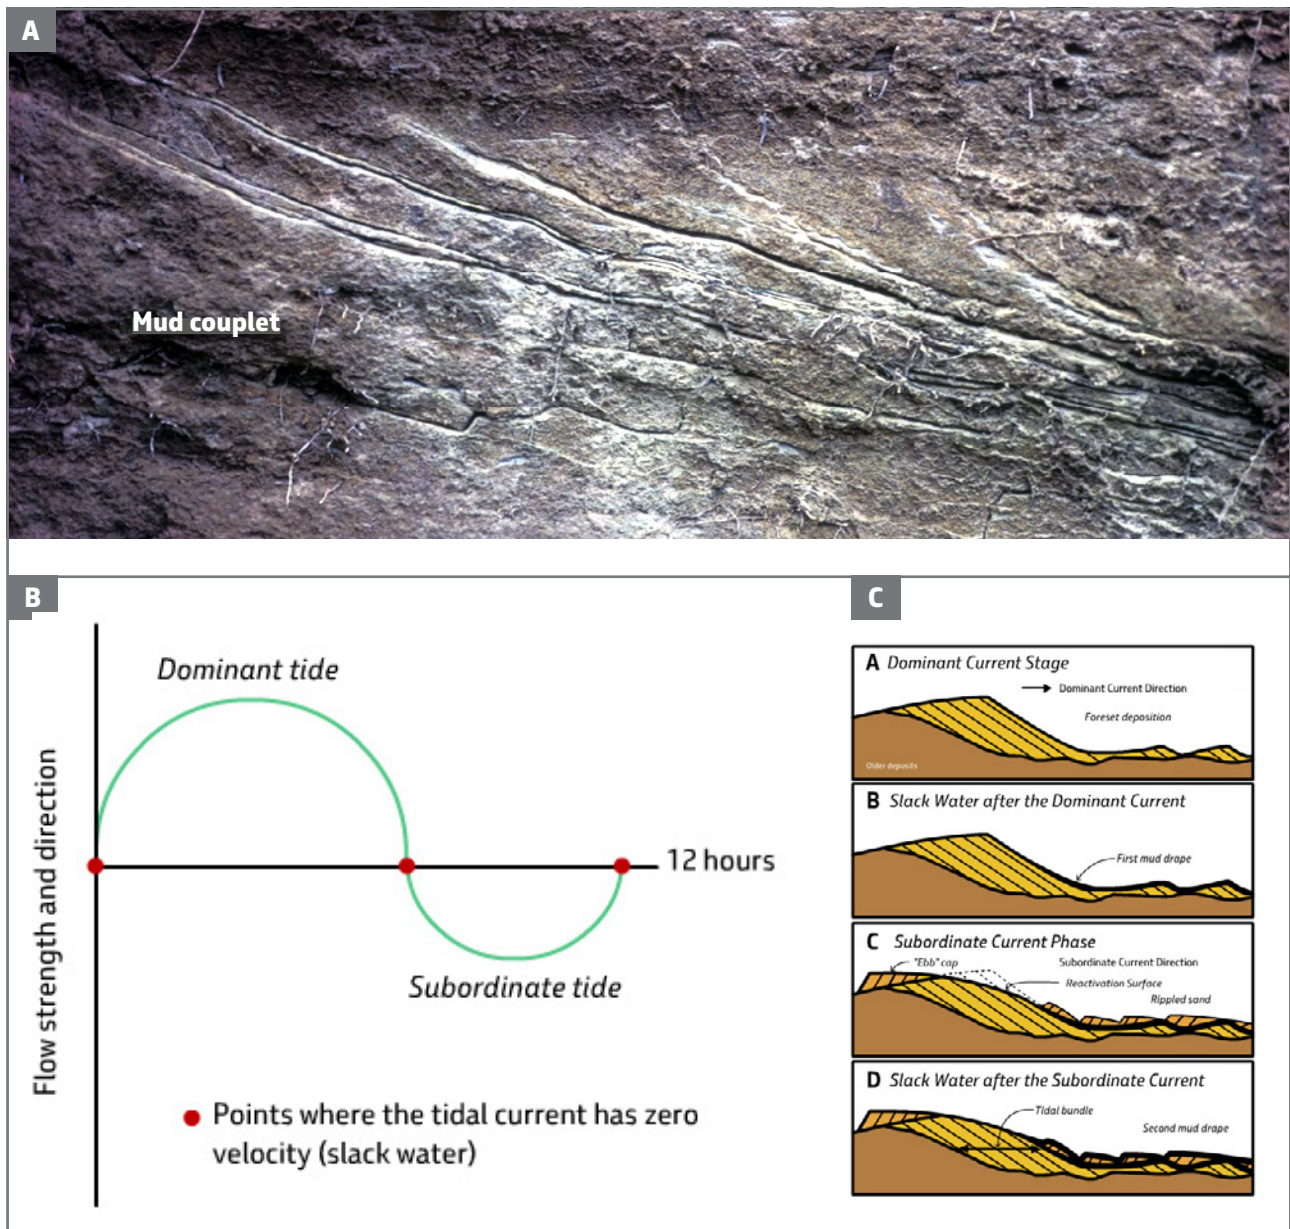 A
Mud couplet
B
Dominant tide
Flow strength and direction
12 hours
Subordinate tide
Points where the tidal current has zero
velocity (slack water)
C
A Dominant Current Stage
Dominant Current Direction
Foreset deposition
Older deposits
B Slack Water after the Dominant Current
First mud drape
C Subordinate Current Phase
"Ebb" cap
Subordinate Current Direction
Reactivation Surface
Rippled sand
D Slack Water after the Subordinate Current
Tidal bundle
Second mud drape